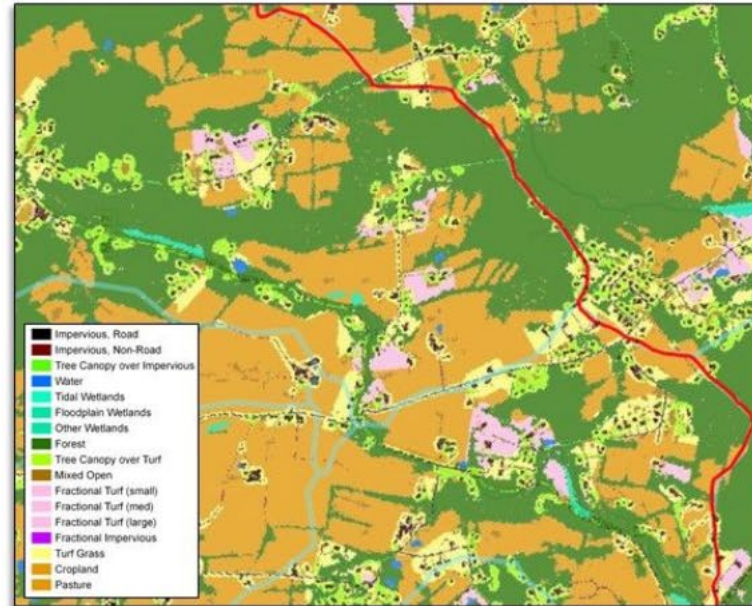 Impervious, Road
Impervious, Non-Road
Tree Canopy over Impervious
Water
Tidal Wetlands
Floodplain Wetlands
Other Wetlands
Forest
Tree Canopy over Turf
Mixed Open
Fractional Turf (small)
Fractional Turf (med)
Fractional Turf (large)
Fractional Impervious
Turf Grass
Cropland
Pasture